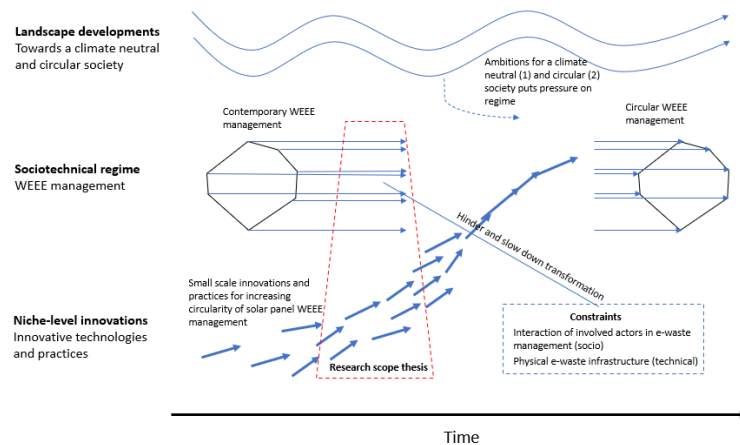 Landscape developments
Towards a climate neutral
and circular society
Ambitions for a climate
neutral (1) and circular (2)
society puts pressure on
regime
Contemporary WEEE
management
Circular WEEE
management
Sociotechnical regime
WEEE management
Hinder and slow down transformation
Small scale innovations and
practices for increasing
circularity of solar panel WEEE
management
Niche-level innovations
Innovative technologies
and practices
Constraints
Interaction of involved actors in e-waste
management (socio)
Physical e-waste infrastructure (technical)
Research scope thesis
Time